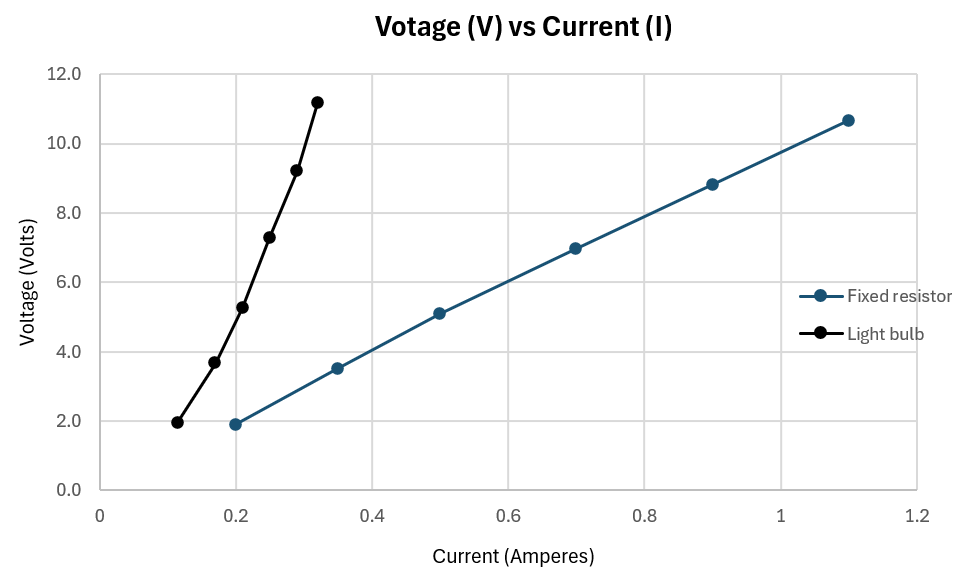 Votage (V) vs Current (I)
12.0
10.0
8.0
6.0
4.0
2.0
0.0
Voltage (Volts)
Fixed resistor
Light bulb
0 0.2 0.4 0.6 0.8 1 1.2
Current (Amperes)